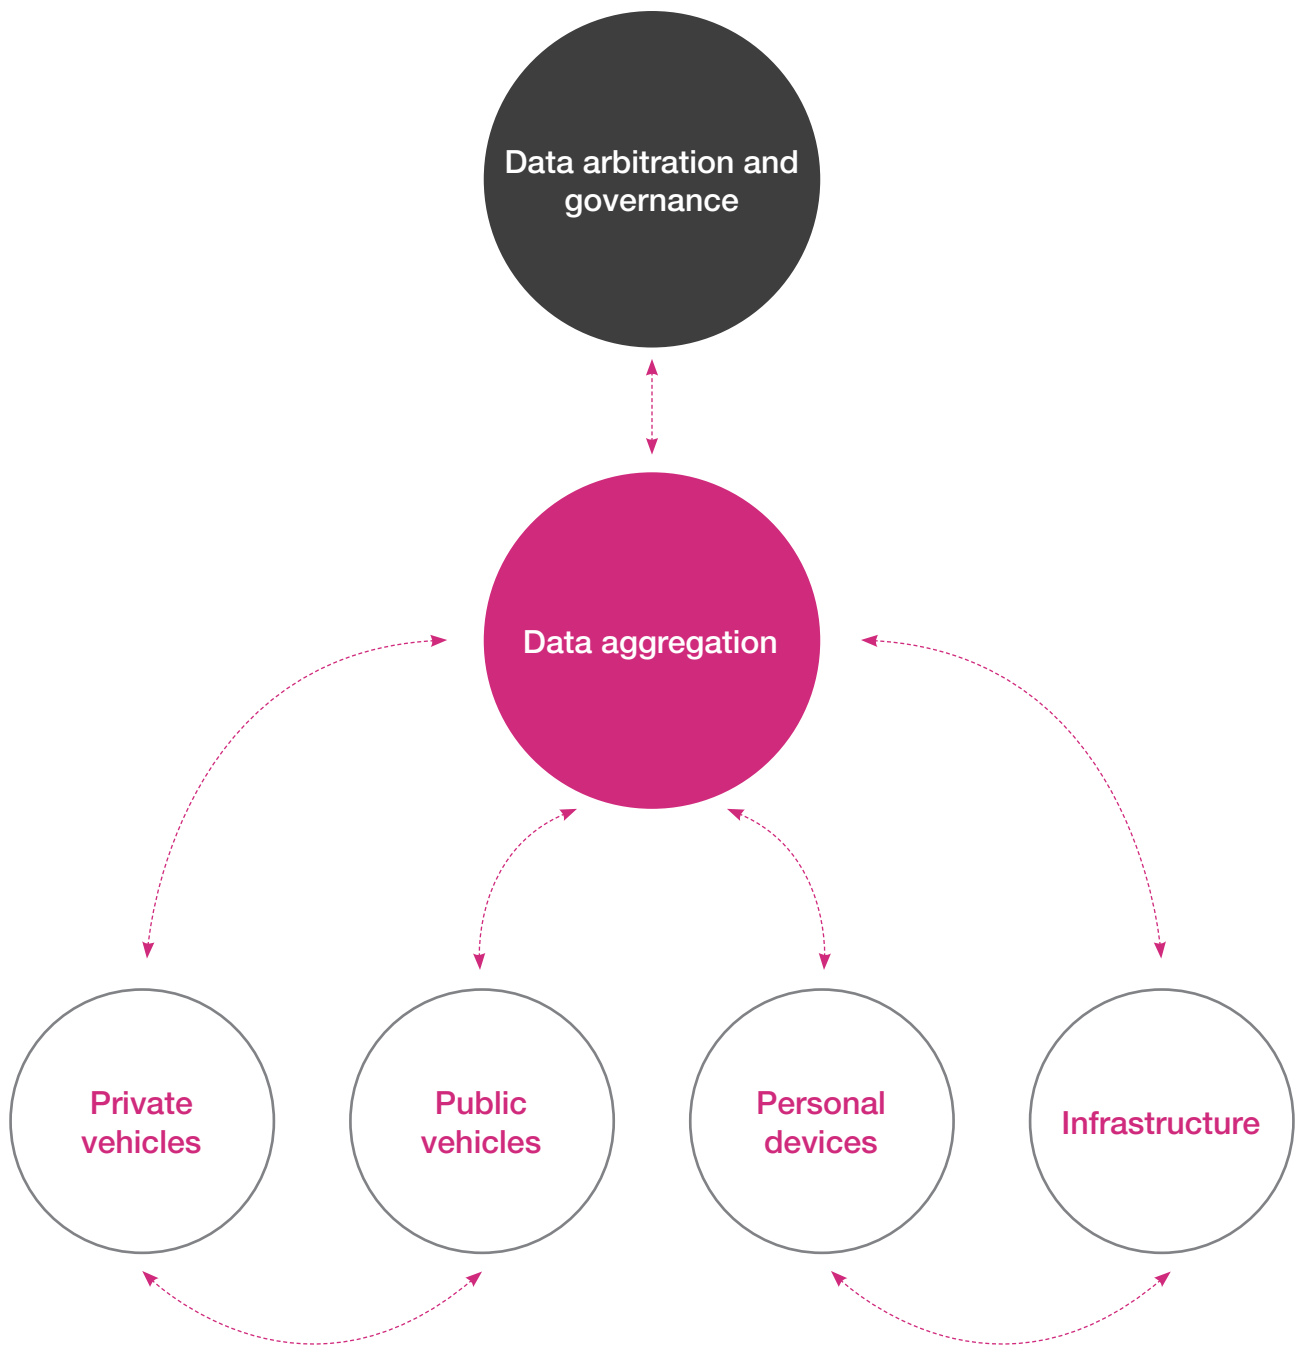 Data arbitration and
governance
Data aggregation
Private
vehicles
Public
vehicles
Personal
devices
Infrastructure